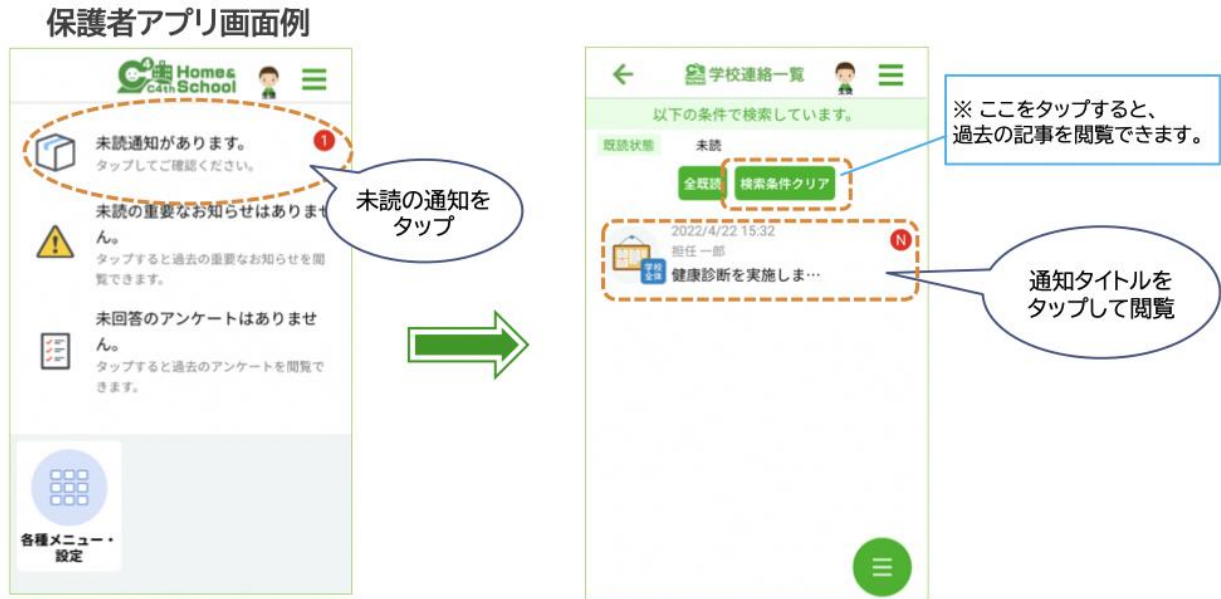 保護者アプリ画面例
C4th Home& School
生徒
未読通知があります。
1
タップしてご確認ください。
未読の通知を
タップ
未読の重要なお知らせはありませ
ん。
タップすると過去の重要なお知らせを閲
覧できます。
未回答のアンケートはありませ
ん。
タップすると過去のアンケートを閲覧で
きます。
各種メニュー・
設定
学校連絡一覧
以下の条件で検索しています。
既読状態 未読
全既読 検索条件クリア
※ ここをタップすると、
過去の記事を閲覧できます。
2022/4/22 15:32
N
担任 一郎
学校
全体
健康診断を実施しま…
通知タイトルを
タップして閲覧